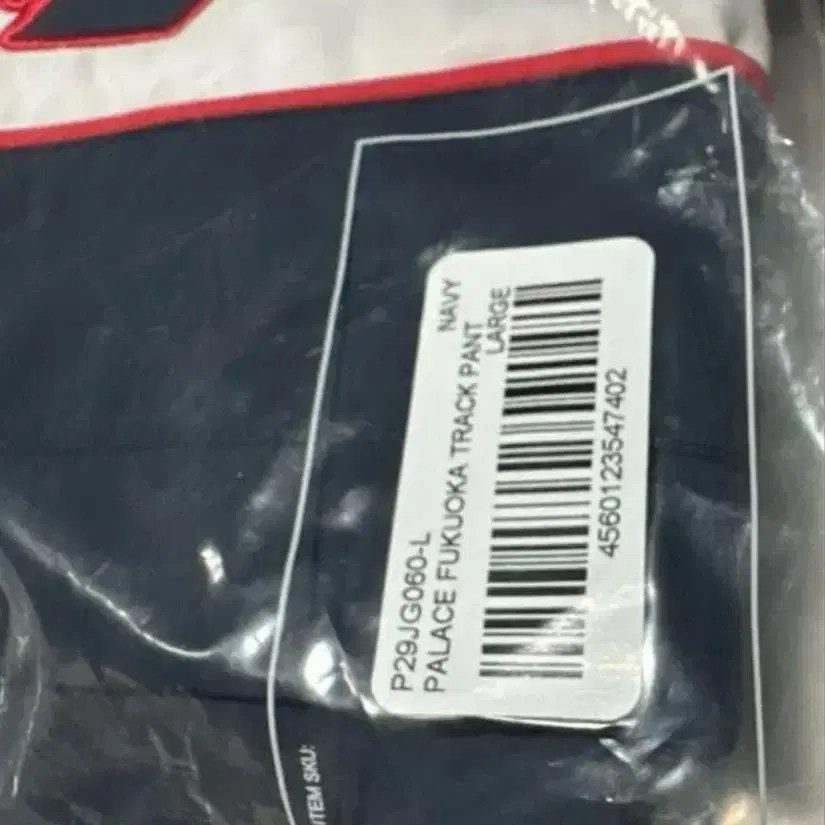 P29JG060-L NAVY
PALACE FUKUOKA TRACK PANT
LARGE
4560123547402
ITEM SKU: